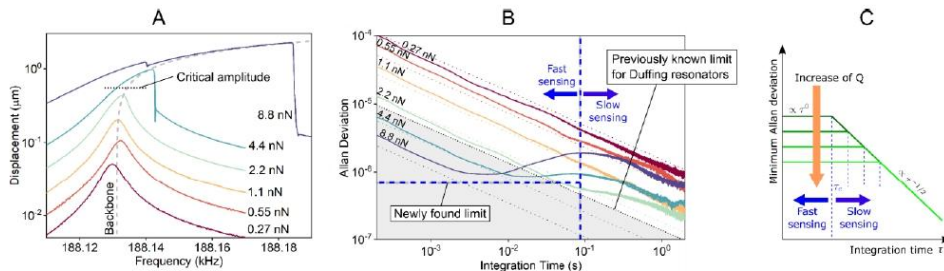 A
Displacement (μm)
10⁰
10⁻¹
10⁻²
Critical amplitude
8.8 nN
4.4 nN
2.2 nN
1.1 nN
0.55 nN
0.27 nN
Backbone
188.12
188.14
188.16
188.18
Frequency (kHz)
B
Allan Deviation
10⁻⁴
10⁻⁵
10⁻⁶
10⁻⁷
0.27 nN
0.55 nN
1.1 nN
2.2 nN
4.4 nN
8.8 nN
Previously known limit
for Duffing resonators
Fast
sensing
Slow
sensing
Newly found limit
10⁻³
10⁻²
10⁻¹
10⁰
Integration Time (s)
C
Minimum Allan deviation
Increase of Q
∝ τ⁰
∝ τ⁻¹/²
Fast
sensing
Slow
sensing
Integration time τ